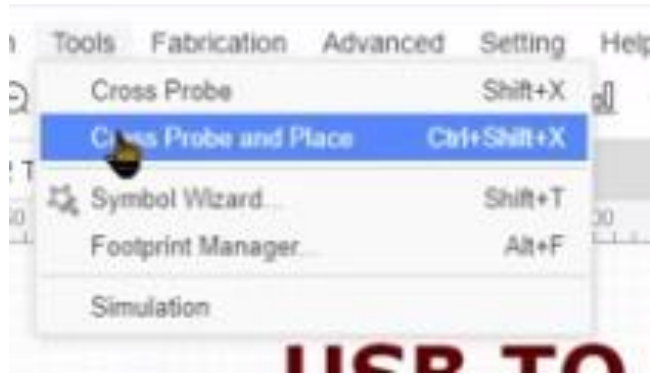 Tools Fabrication Advanced Setting Help
Cross Probe Shift+X
Cross Probe and Place Ctrl+Shift+X
Symbol Wizard... Shift+T
Footprint Manager... Alt+F
Simulation
USB TO